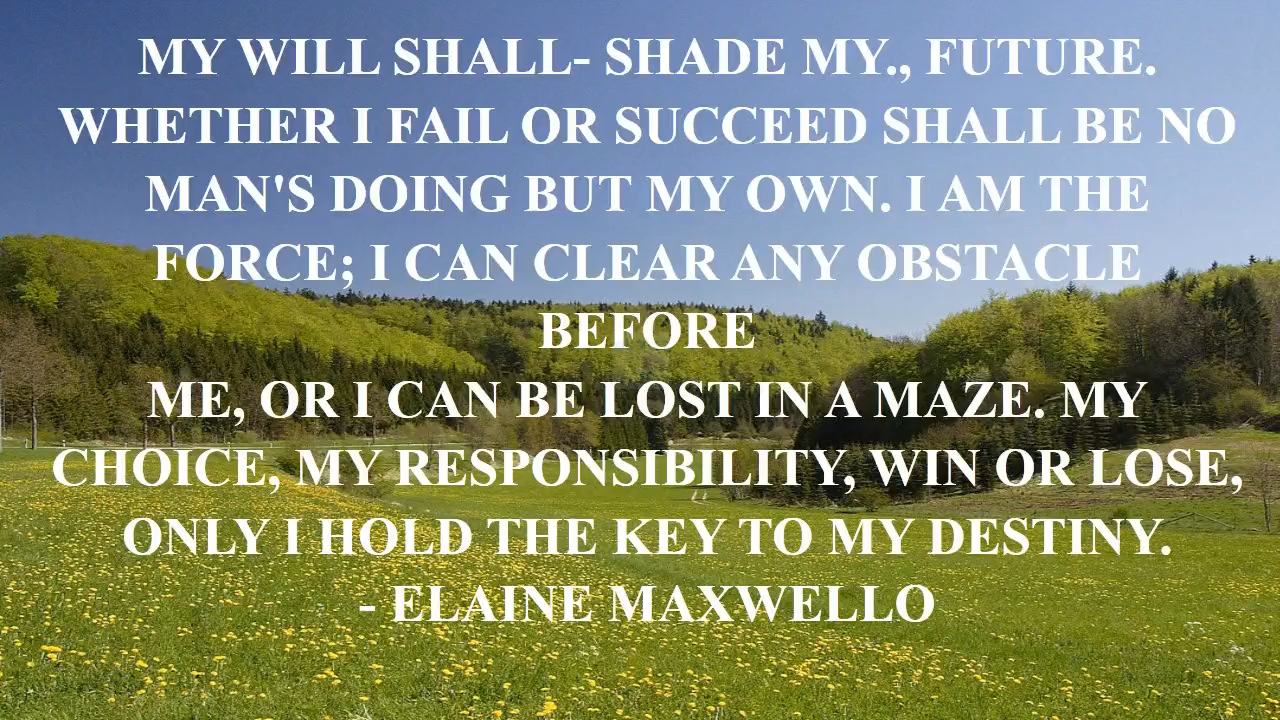 MY WILL SHALL- SHADE MY., FUTURE.
WHETHER I FAIL OR SUCCEED SHALL BE NO
MAN'S DOING BUT MY OWN. I AM THE
FORCE; I CAN CLEAR ANY OBSTACLE
BEFORE
ME, OR I CAN BE LOST IN A MAZE. MY
CHOICE, MY RESPONSIBILITY, WIN OR LOSE,
ONLY I HOLD THE KEY TO MY DESTINY.
- ELAINE MAXWELLO